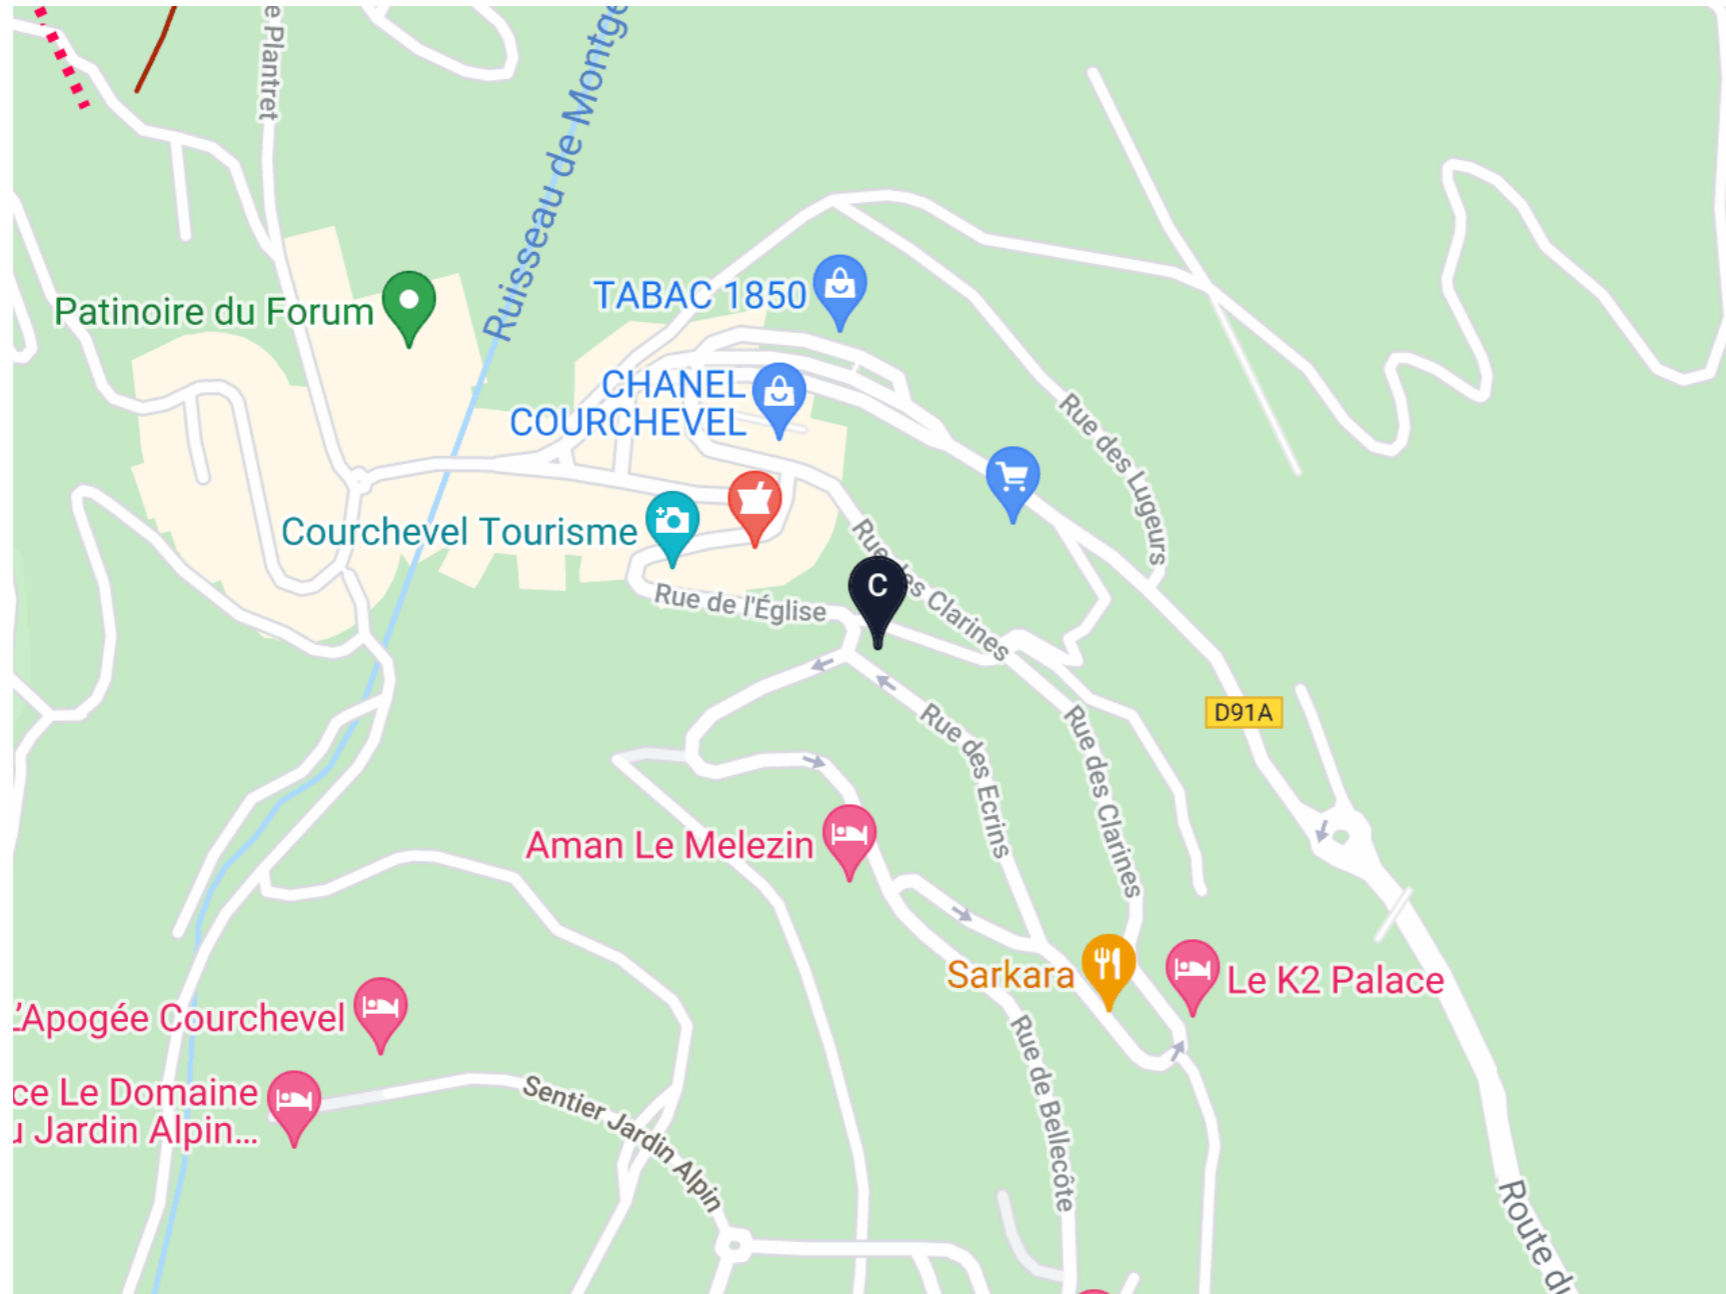 e Plantret
Ruisseau de Montge
TABAC 1850
Patinoire du Forum
CHANEL
COURCHEVEL
Rue des Lugeurs
Courchevel Tourisme
Rue des Clarines
C
Rue de l'Église
D91A
Rue des Ecrins
Rue des Clarines
Aman Le Melezin
Sarkara
Le K2 Palace
L'Apogée Courchevel
Rue de Bellecôte
ce Le Domaine
u Jardin Alpin...
Sentier Jardin Alpin
Route du